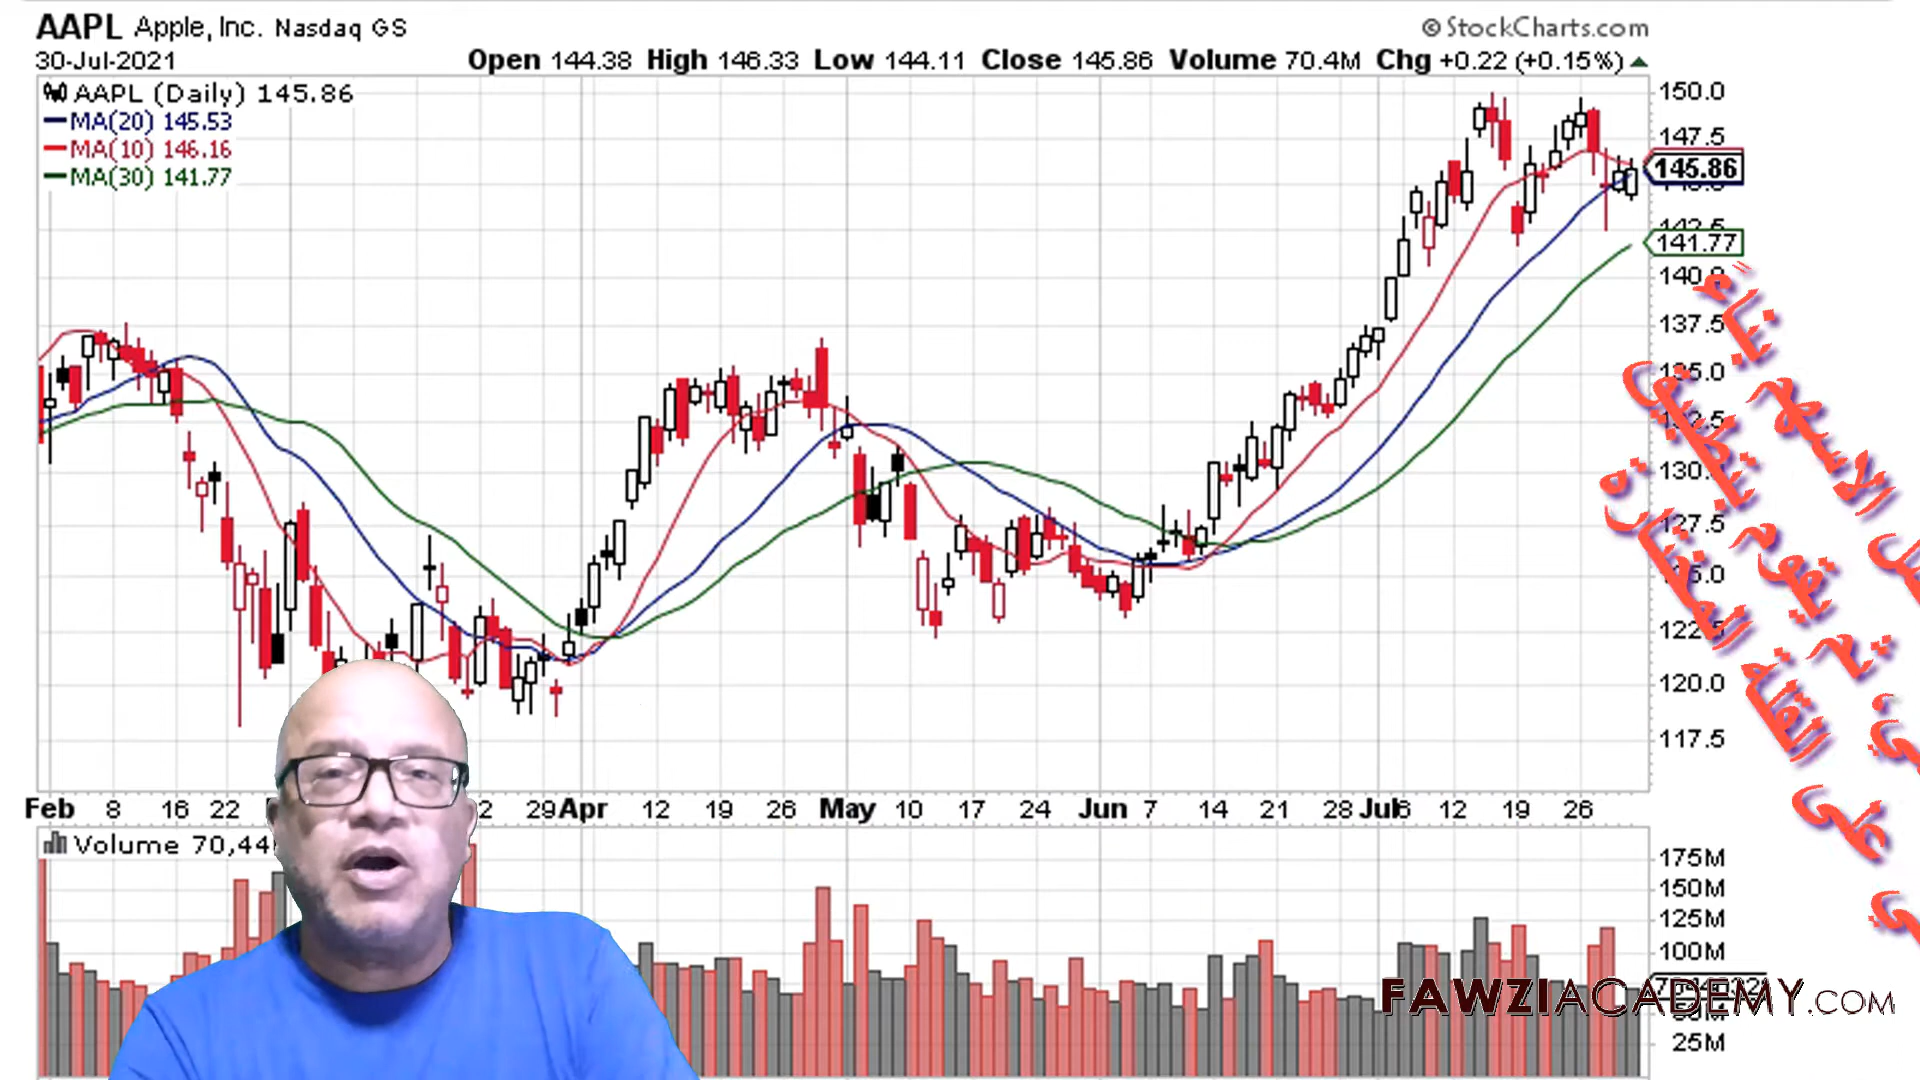 AAPL Apple, Inc. Nasdaq GS
© StockCharts.com
30-Jul-2021
Open 144.38 High 146.33 Low 144.11 Close 145.86 Volume 70.4M Chg +0.22 (+0.15%)
AAPL (Daily) 145.86
MA(20) 145.53
MA(10) 146.16
MA(30) 141.77
150.0
147.5
145.86
142.5
141.77
140.0
137.5
135.0
132.5
130.0
127.5
125.0
122.5
120.0
117.5
Feb 8 16 22 29 Apr 12 19 26 May 10 17 24 Jun 7 14 21 28 Jul 6 12 19 26
Volume 70,44
175M
150M
125M
100M
50M
25M
FAWZIACADEMY.COM